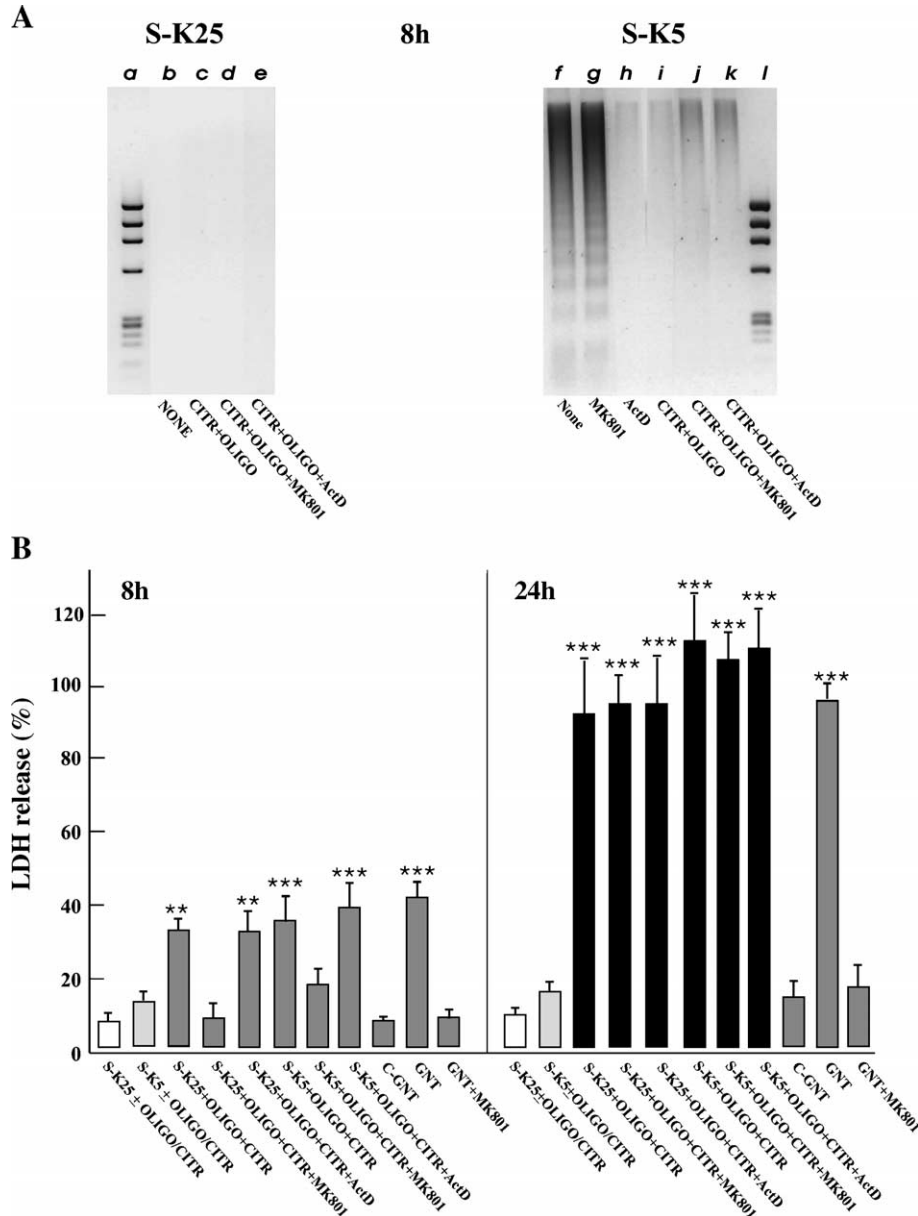 A
S-K25 8h S-K5
a b c d e f g h i j k l
NONE
CITR+OLIGO
CITR+OLIGO+MK801
CITR+OLIGO+ActD
None
MK801
ActD
CITR+OLIGO
CITR+OLIGO+MK801
CITR+OLIGO+ActD
B
8h 24h
LDH release (%)
120
100
80
60
40
20
0
** ** *** *** ***
*** *** *** *** *** *** ***
S-K25 ± OLIGO/CITR
S-K5 ± OLIGO/CITR
S-K25+OLIGO+CITR
S-K25+OLIGO+CITR+MK801
S-K25+OLIGO+CITR+ActD
S-K5+OLIGO+CITR
S-K5+OLIGO+CITR+MK801
S-K5+OLIGO+CITR+ActD
C-GNT
GNT
GNT+MK801
S-K25±OLIGO/CITR
S-K5±OLIGO/CITR
S-K25+OLIGO+CITR
S-K25+OLIGO+CITR+MK801
S-K25+OLIGO+CITR+ActD
S-K5+OLIGO+CITR
S-K5+OLIGO+CITR+MK801
S-K5+OLIGO+CITR+ActD
C-GNT
GNT
GNT+MK801